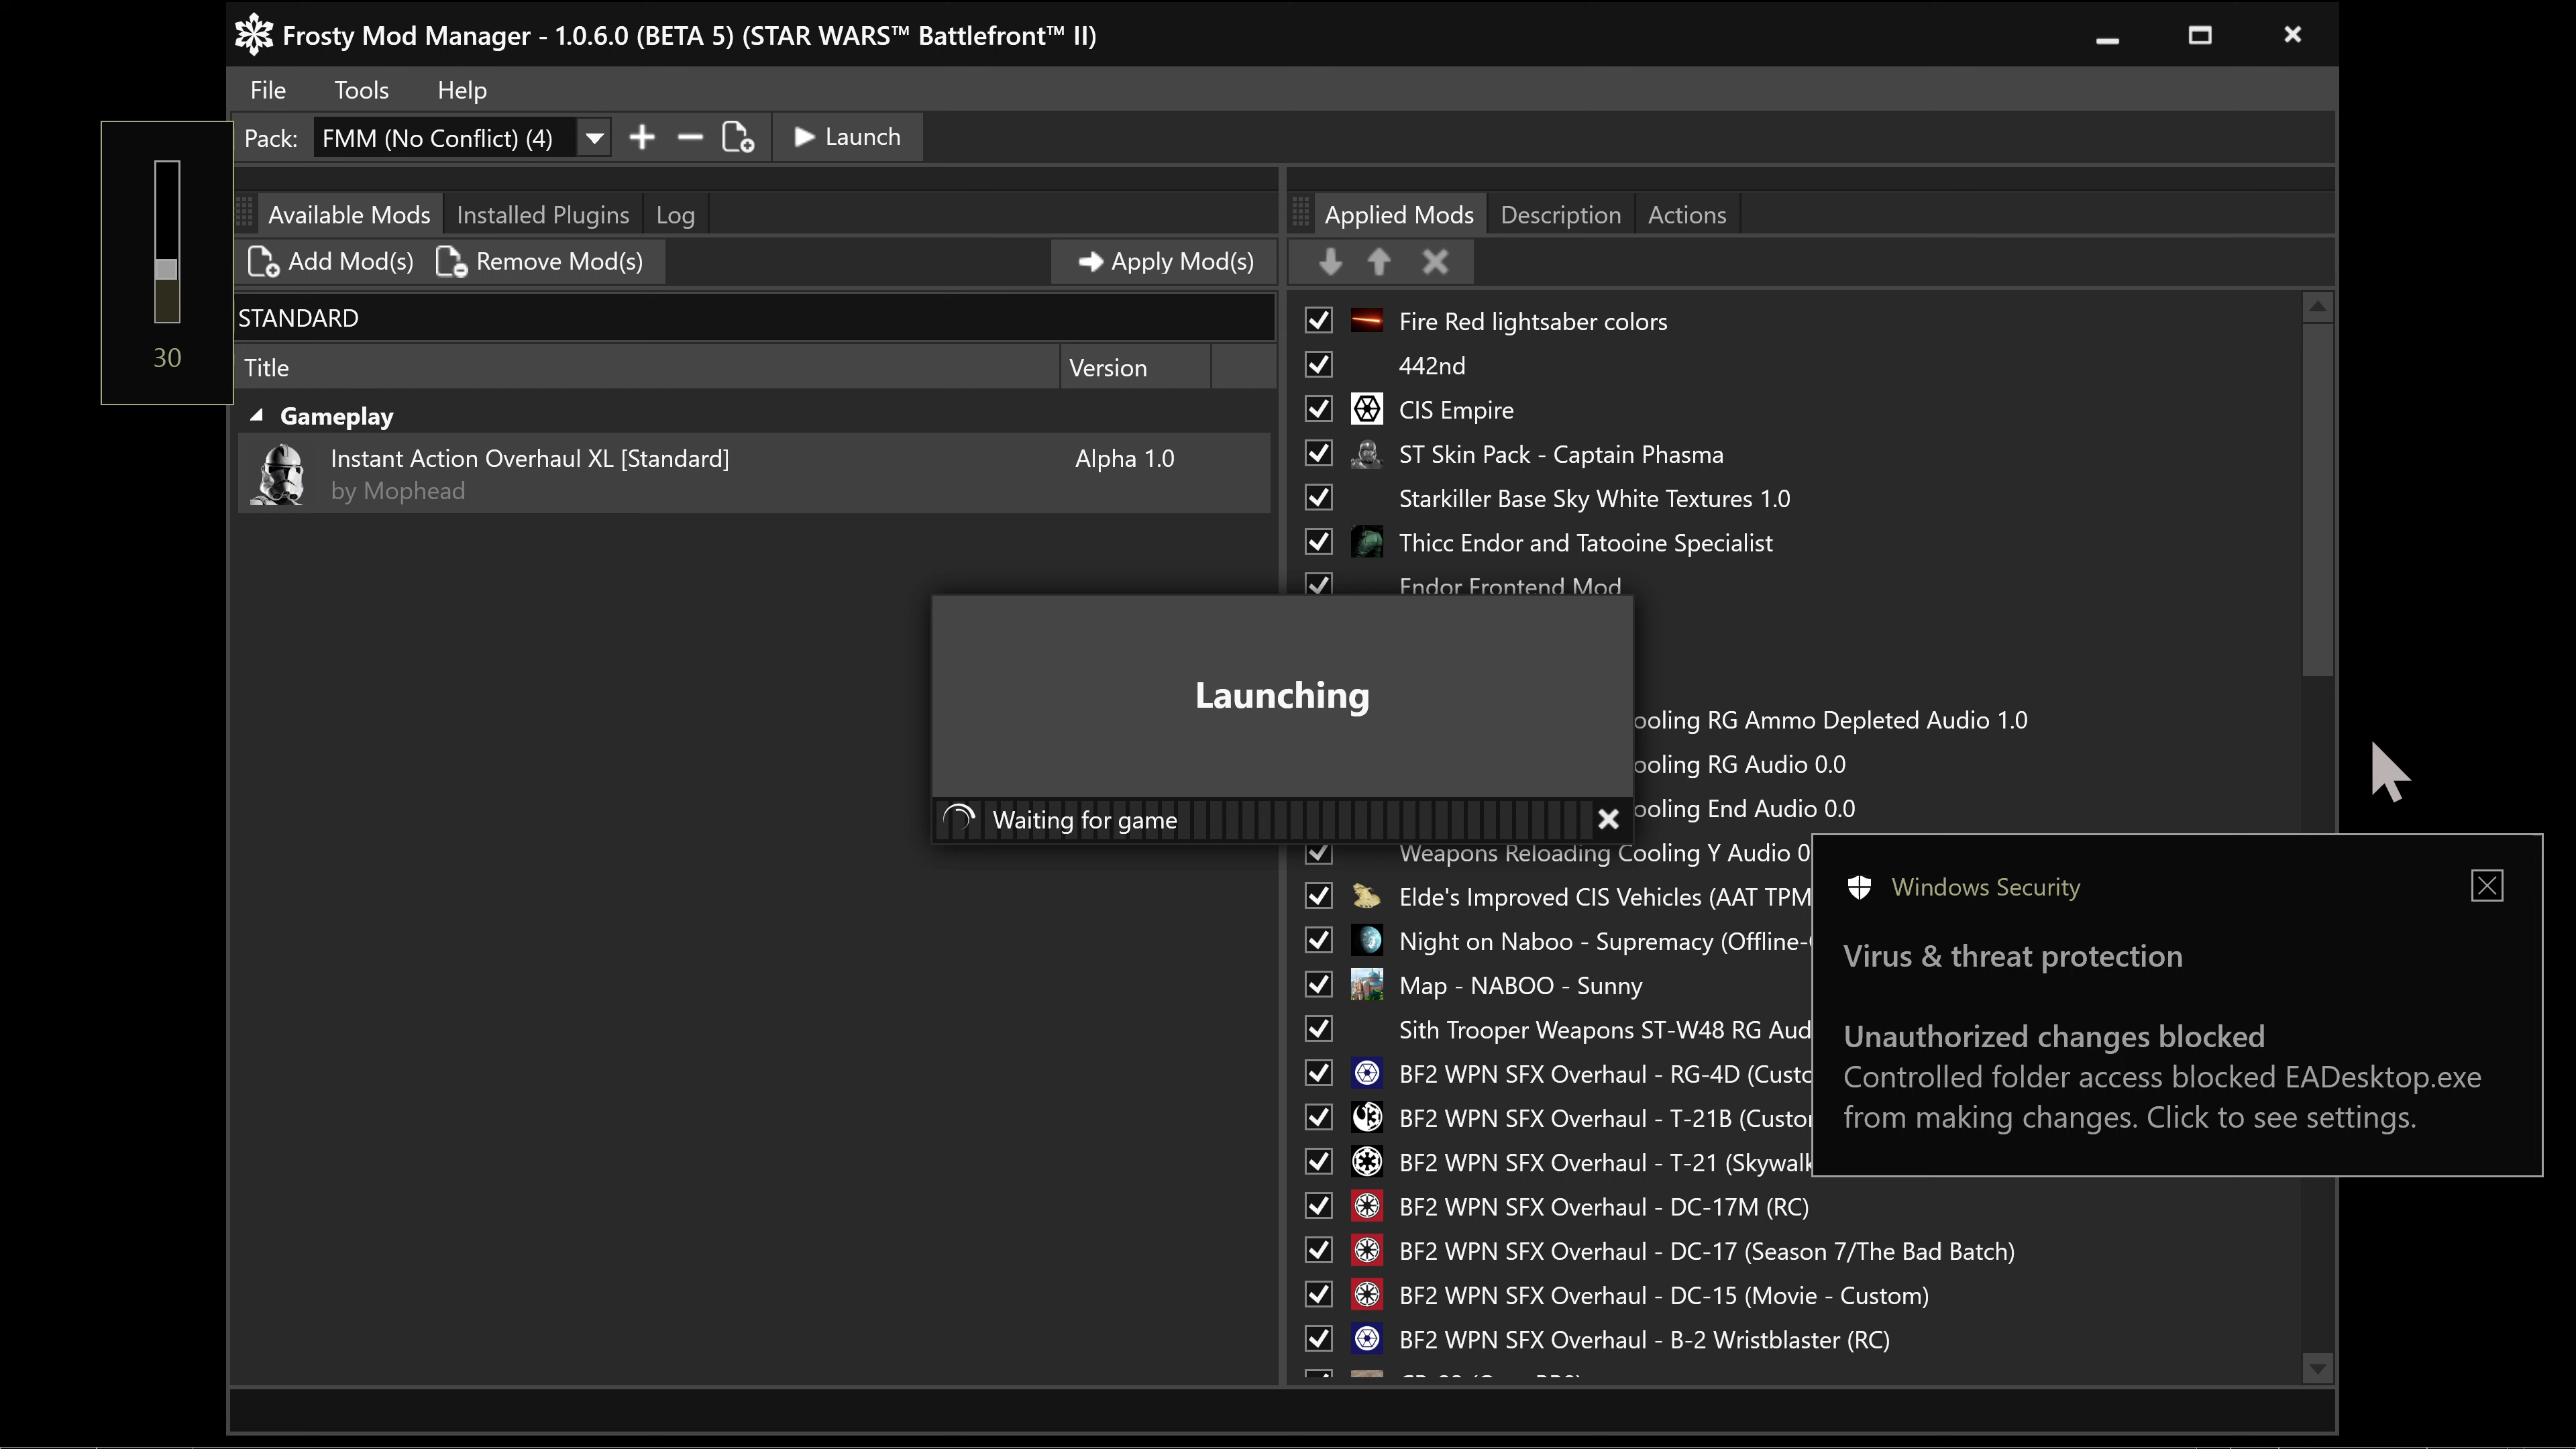 Frosty Mod Manager - 1.0.6.0 (BETA 5) (STAR WARS™ Battlefront™ II)
File Tools Help
Pack: FMM (No Conflict) (4) Launch
30
Available Mods Installed Plugins Log
Add Mod(s) Remove Mod(s) Apply Mod(s)
STANDARD
Title Version
Gameplay
Instant Action Overhaul XL [Standard] Alpha 1.0
by Mophead
Applied Mods Description Actions
Fire Red lightsaber colors
442nd
CIS Empire
ST Skin Pack - Captain Phasma
Starkiller Base Sky White Textures 1.0
Thicc Endor and Tatooine Specialist
Endor Frontend Mod
Launching
Waiting for game
ooling RG Ammo Depleted Audio 1.0
ooling RG Audio 0.0
ooling End Audio 0.0
Weapons Reloading Cooling Y Audio 0
Elde's Improved CIS Vehicles (AAT TPM
Night on Naboo - Supremacy (Offline-
Map - NABOO - Sunny
Sith Trooper Weapons ST-W48 RG Aud
BF2 WPN SFX Overhaul - RG-4D (Custo
BF2 WPN SFX Overhaul - T-21B (Custo
BF2 WPN SFX Overhaul - T-21 (Skywalk
BF2 WPN SFX Overhaul - DC-17M (RC)
BF2 WPN SFX Overhaul - DC-17 (Season 7/The Bad Batch)
BF2 WPN SFX Overhaul - DC-15 (Movie - Custom)
BF2 WPN SFX Overhaul - B-2 Wristblaster (RC)
Windows Security
Virus & threat protection
Unauthorized changes blocked
Controlled folder access blocked EADesktop.exe
from making changes. Click to see settings.